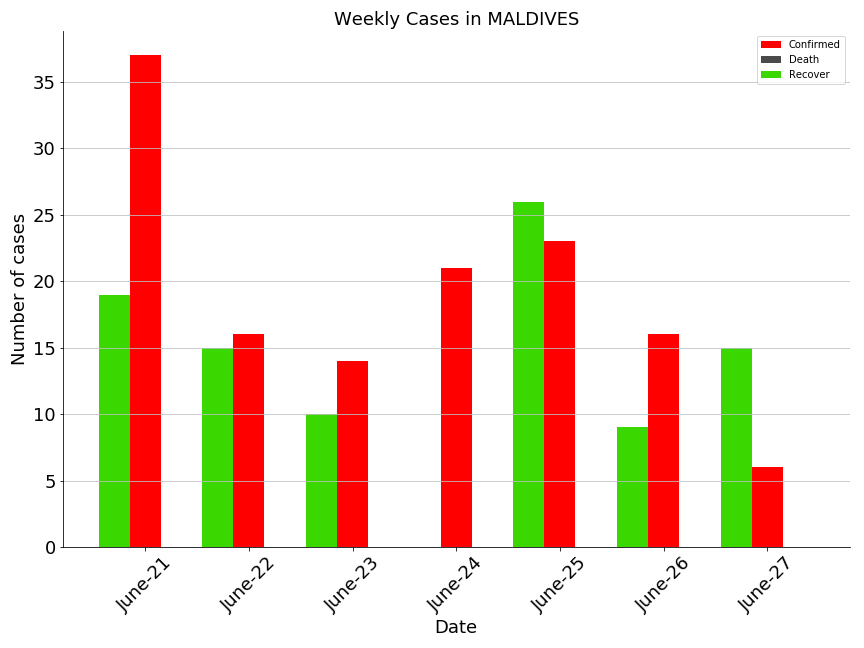 Weekly Cases in MALDIVES
Confirmed
Death
Recover
Number of cases
35
30
25
20
15
10
5
0
June-21
June-22
June-23
June-24
June-25
June-26
June-27
Date